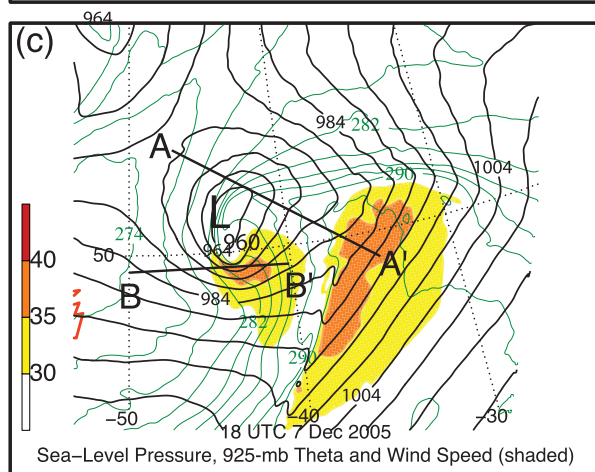 964
(c)
984
282
A
1004
290
L
40
274
50
964
960
A'
B
B'
984
35
282
290
30
1004
−50
−40
−30
18 UTC 7 Dec 2005
Sea−Level Pressure, 925−mb Theta and Wind Speed (shaded)